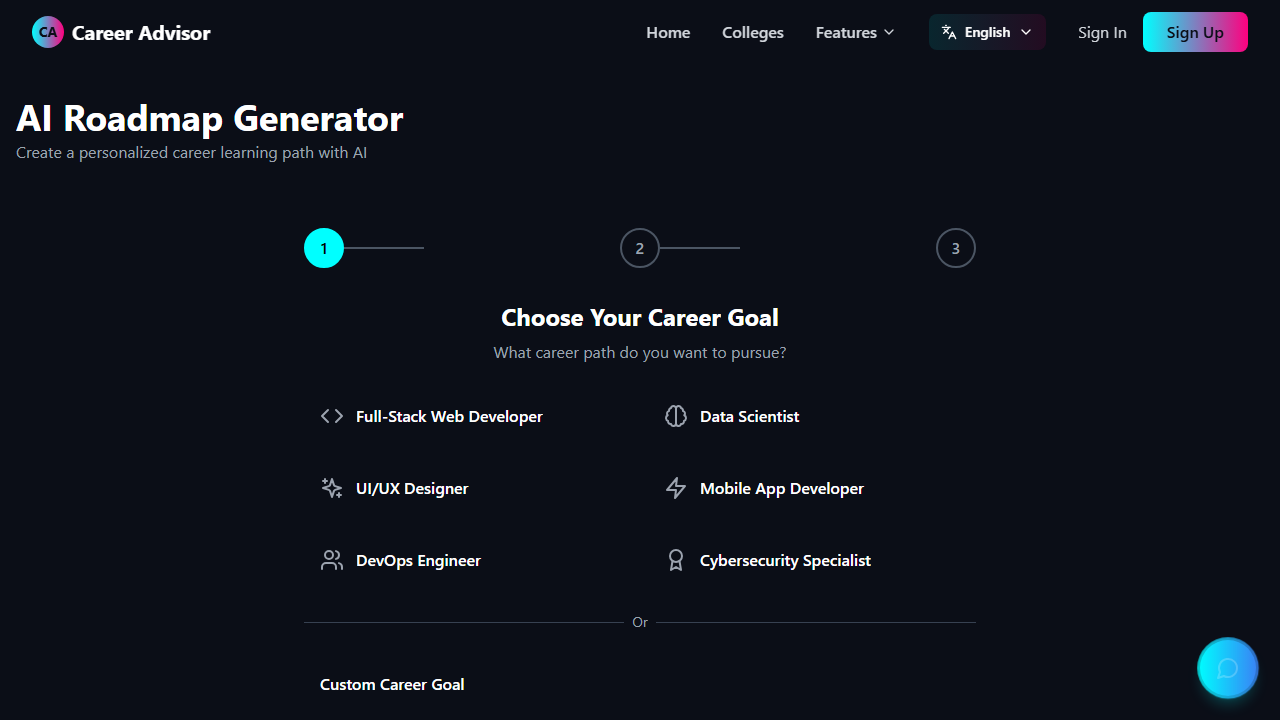 CA Career Advisor Home Colleges Features English Sign In Sign Up
AI Roadmap Generator
Create a personalized career learning path with AI
1 2 3
Choose Your Career Goal
What career path do you want to pursue?
Full-Stack Web Developer Data Scientist
UI/UX Designer Mobile App Developer
DevOps Engineer Cybersecurity Specialist
Or
Custom Career Goal